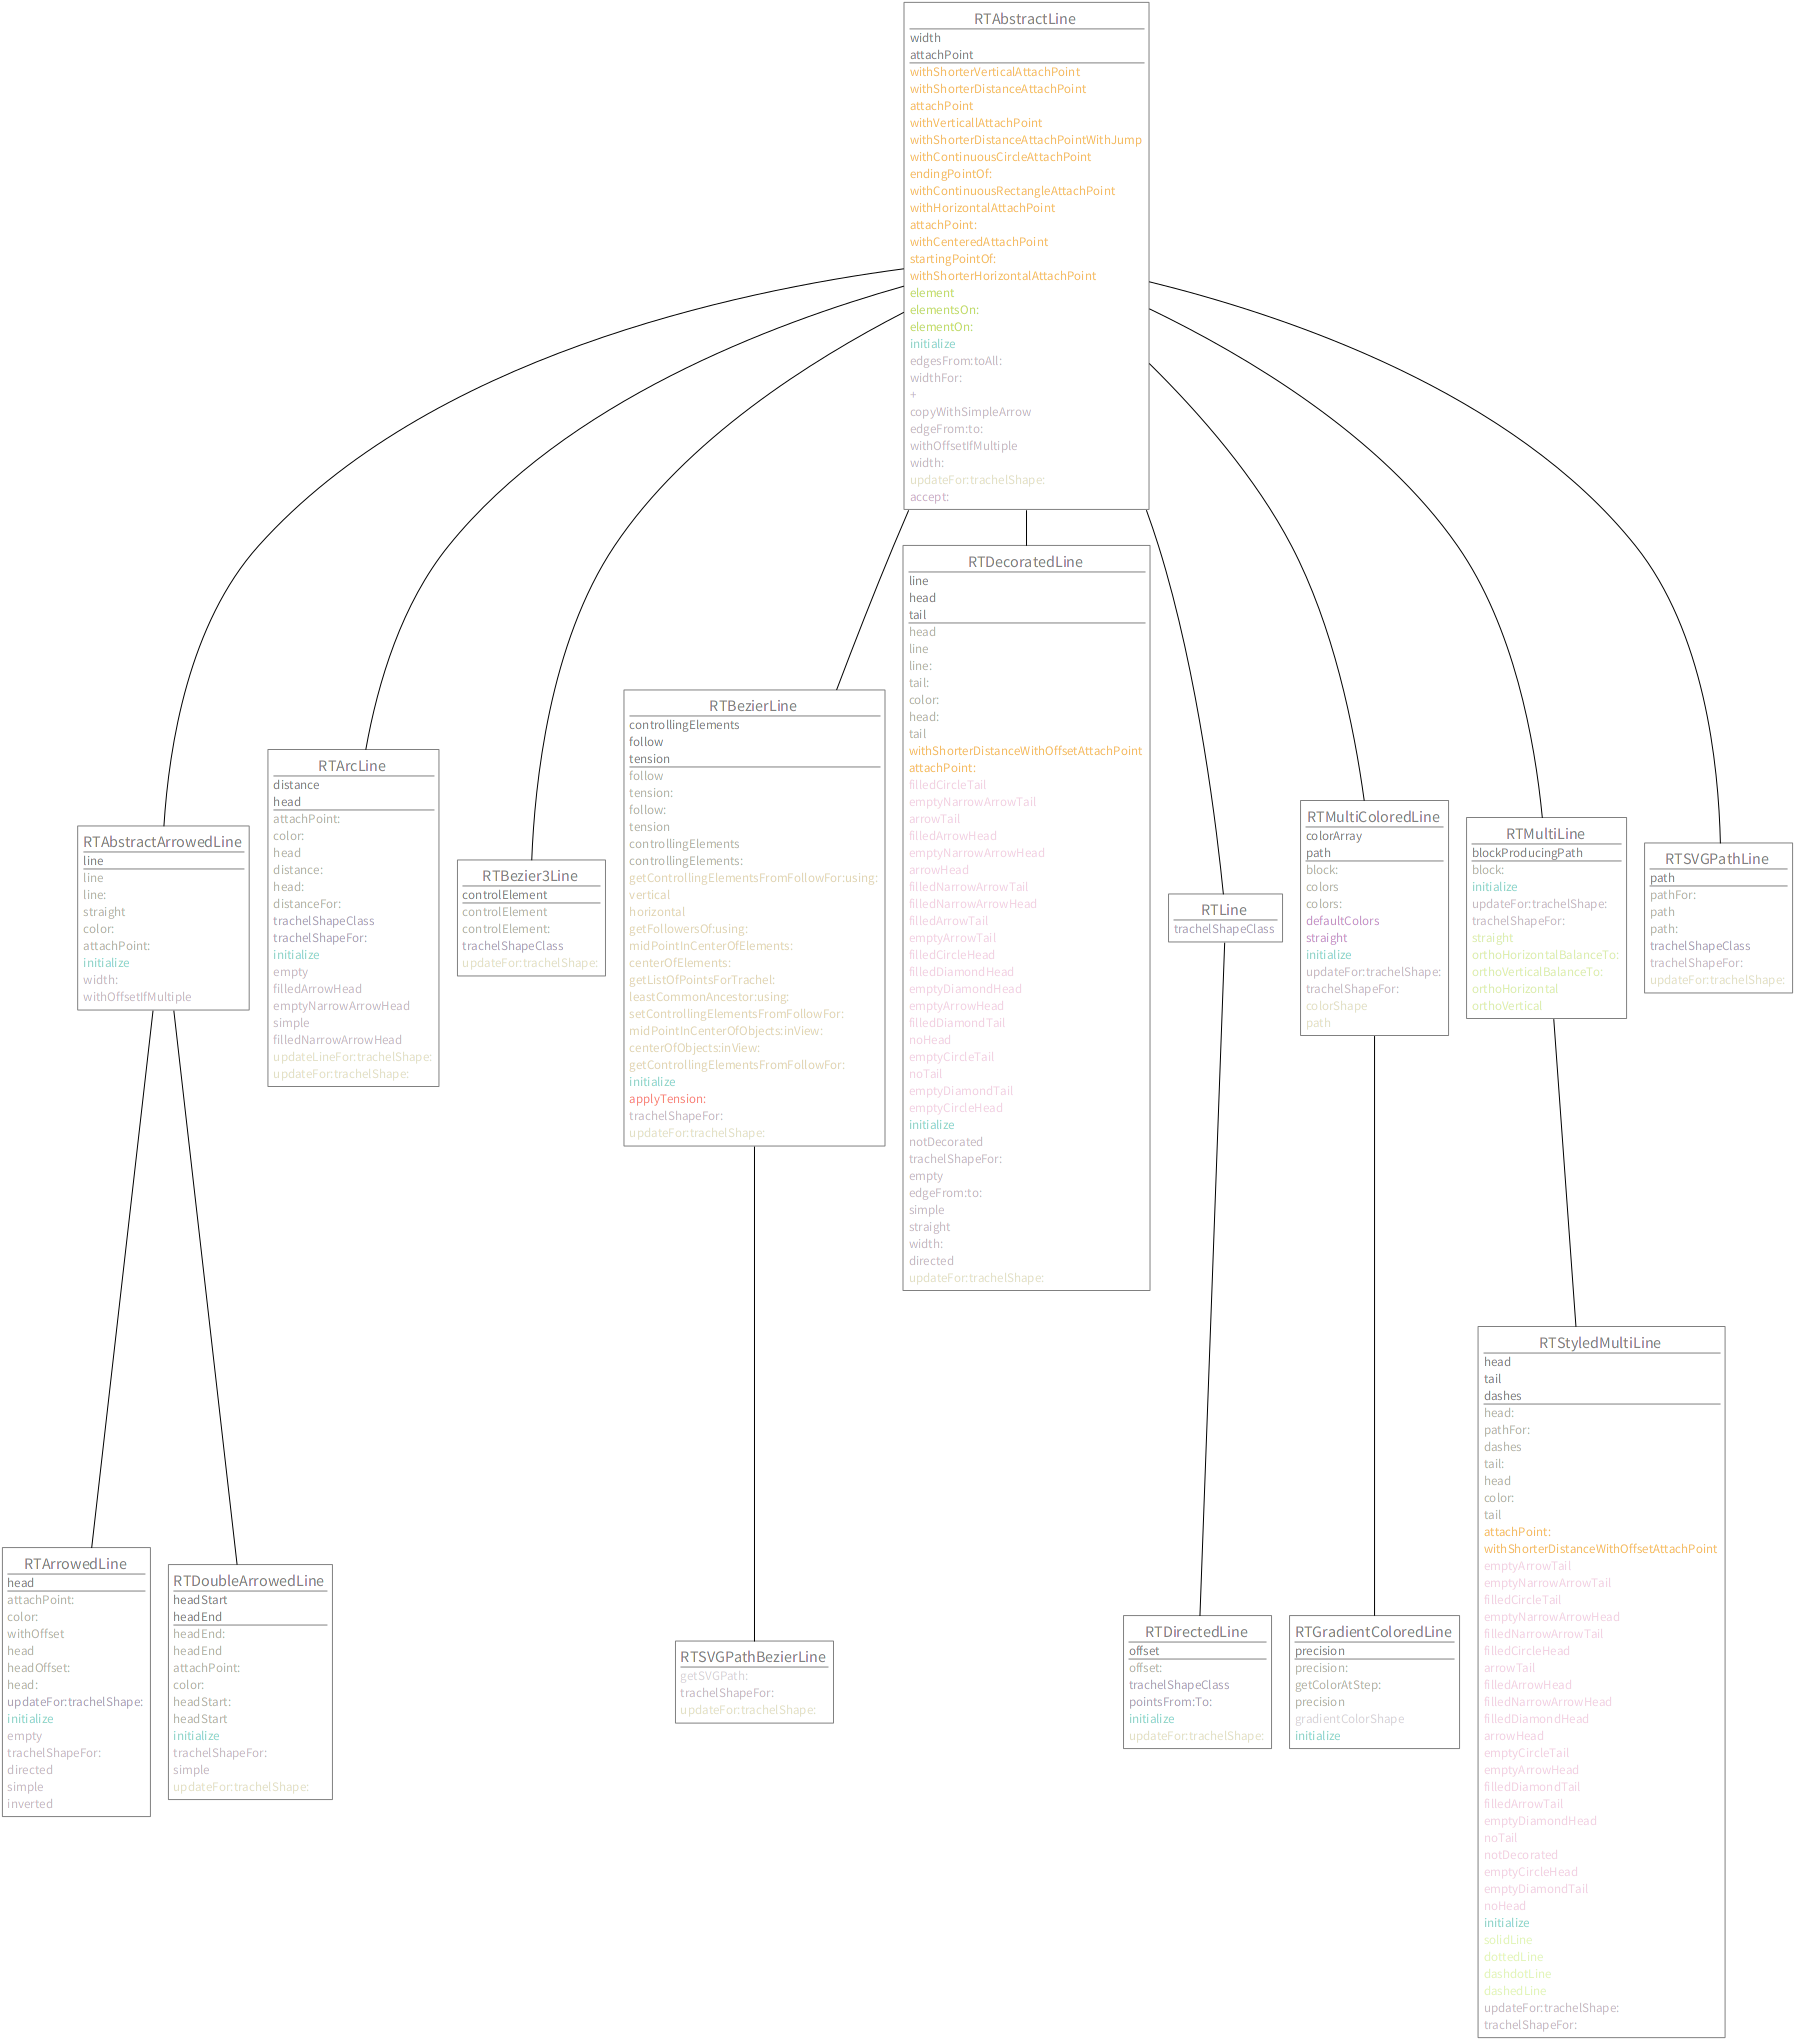 RTAbstractLine
width
attachPoint
withShorterVerticalAttachPoint
withShorterDistanceAttachPoint
attachPoint
withVerticallAttachPoint
withShorterDistanceAttachPointWithJump
withContinuousCircleAttachPoint
endingPointOf:
withContinuousRectangleAttachPoint
withHorizontalAttachPoint
attachPoint:
withCenteredAttachPoint
startingPointOf:
withShorterHorizontalAttachPoint
element
elementsOn:
elementOn:
initialize
edgesFrom:toAll:
widthFor:
+
copyWithSimpleArrow
edgeFrom:to:
withOffsetIfMultiple
width:
updateFor:trachelShape:
accept:
RTDecoratedLine
line
head
tail
head
line
line:
tail:
color:
head:
tail
withShorterDistanceWithOffsetAttachPoint
attachPoint:
filledCircleTail
emptyNarrowArrowTail
arrowTail
filledArrowHead
emptyNarrowArrowHead
arrowHead
filledNarrowArrowTail
filledNarrowArrowHead
filledArrowTail
emptyArrowTail
filledCircleHead
filledDiamondHead
emptyDiamondHead
emptyArrowHead
filledDiamondTail
noHead
emptyCircleTail
noTail
emptyDiamondTail
emptyCircleHead
initialize
notDecorated
trachelShapeFor:
empty
edgeFrom:to:
simple
straight
width:
directed
updateFor:trachelShape:
RTBezierLine
controllingElements
follow
tension
follow
tension:
follow:
tension
controllingElements
controllingElements:
getControllingElementsFromFollowFor:using:
vertical
horizontal
getFollowersOf:using:
midPointInCenterOfElements:
centerOfElements:
getListOfPointsForTrachel:
leastCommonAncestor:using:
setControllingElementsFromFollowFor:
midPointInCenterOfObjects:inView:
centerOfObjects:inView:
getControllingElementsFromFollowFor:
initialize
applyTension:
trachelShapeFor:
updateFor:trachelShape:
RTArcLine
distance
head
attachPoint:
color:
head
distance:
head:
distanceFor:
trachelShapeClass
trachelShapeFor:
initialize
empty
filledArrowHead
emptyNarrowArrowHead
simple
filledNarrowArrowHead
updateLineFor:trachelShape:
updateFor:trachelShape:
RTMultiColoredLine
colorArray
path
block:
colors
colors:
defaultColors
straight
initialize
updateFor:trachelShape:
trachelShapeFor:
colorShape
path
RTMultiLine
blockProducingPath
block:
initialize
updateFor:trachelShape:
trachelShapeFor:
straight
orthoHorizontalBalanceTo:
orthoVerticalBalanceTo:
orthoHorizontal
orthoVertical
RTAbstractArrowedLine
line
line
line:
straight
color:
attachPoint:
initialize
width:
withOffsetIfMultiple
RTSVGPathLine
path
pathFor:
path
path:
trachelShapeClass
trachelShapeFor:
updateFor:trachelShape:
RTBezier3Line
controlElement
controlElement
controlElement:
trachelShapeClass
updateFor:trachelShape:
RTLine
trachelShapeClass
RTStyledMultiLine
head
tail
dashes
head:
pathFor:
dashes
tail:
head
color:
tail
attachPoint:
withShorterDistanceWithOffsetAttachPoint
emptyArrowTail
emptyNarrowArrowTail
filledCircleTail
emptyNarrowArrowHead
filledNarrowArrowTail
filledCircleHead
arrowTail
filledArrowHead
filledNarrowArrowHead
filledDiamondHead
arrowHead
emptyCircleTail
emptyArrowHead
filledDiamondTail
filledArrowTail
emptyDiamondHead
noTail
notDecorated
emptyCircleHead
emptyDiamondTail
noHead
initialize
solidLine
dottedLine
dashdotLine
dashedLine
updateFor:trachelShape:
trachelShapeFor:
RTArrowedLine
head
attachPoint:
color:
withOffset
head
headOffset:
head:
updateFor:trachelShape:
initialize
empty
trachelShapeFor:
directed
simple
inverted
RTDoubleArrowedLine
headStart
headEnd
headEnd:
headEnd
attachPoint:
color:
headStart:
headStart
initialize
trachelShapeFor:
simple
updateFor:trachelShape:
RTSVGPathBezierLine
getSVGPath:
trachelShapeFor:
updateFor:trachelShape:
RTDirectedLine
offset
offset:
trachelShapeClass
pointsFrom:To:
initialize
updateFor:trachelShape:
RTGradientColoredLine
precision
precision:
getColorAtStep:
precision
gradientColorShape
initialize